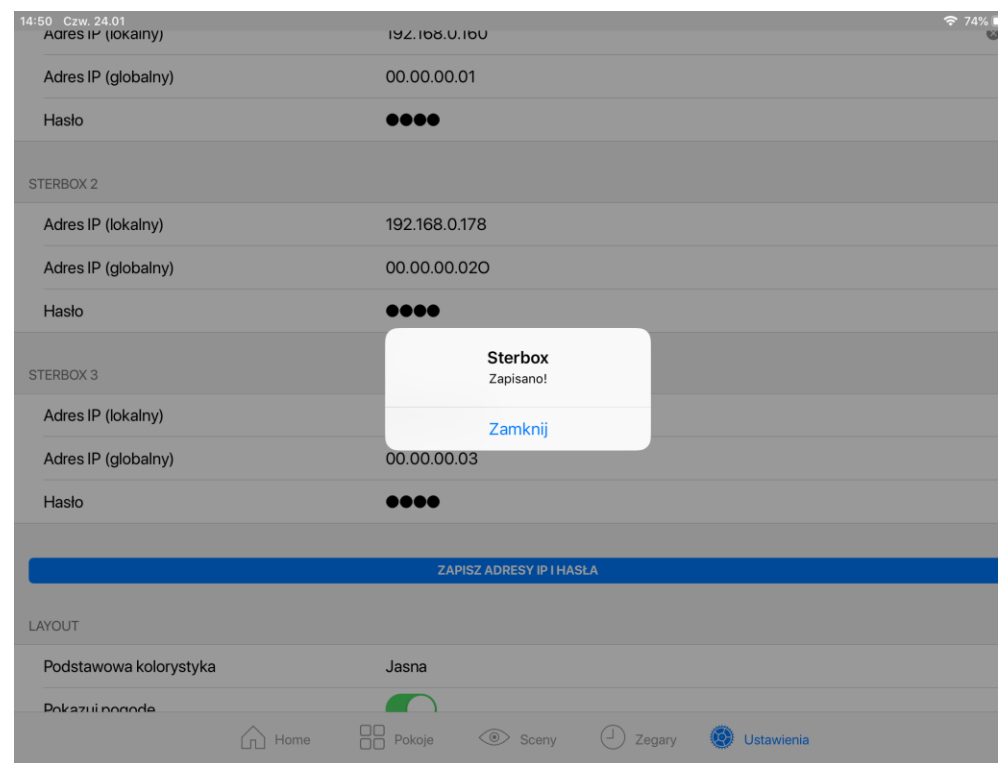 14:50 Czw. 24.01 74%
Adres IP (lokalny) 192.168.0.160
Adres IP (globalny) 00.00.00.01
Hasło ●●●●
STERBOX 2
Adres IP (lokalny) 192.168.0.178
Adres IP (globalny) 00.00.00.02O
Hasło ●●●●
STERBOX 3
Adres IP (lokalny)
Adres IP (globalny) 00.00.00.03
Hasło ●●●●
Sterbox
Zapisano!
Zamknij
ZAPISZ ADRESY IP I HASŁA
LAYOUT
Podstawowa kolorystyka Jasna
Pokazuj pogodę
Home Pokoje Sceny Zegary Ustawienia